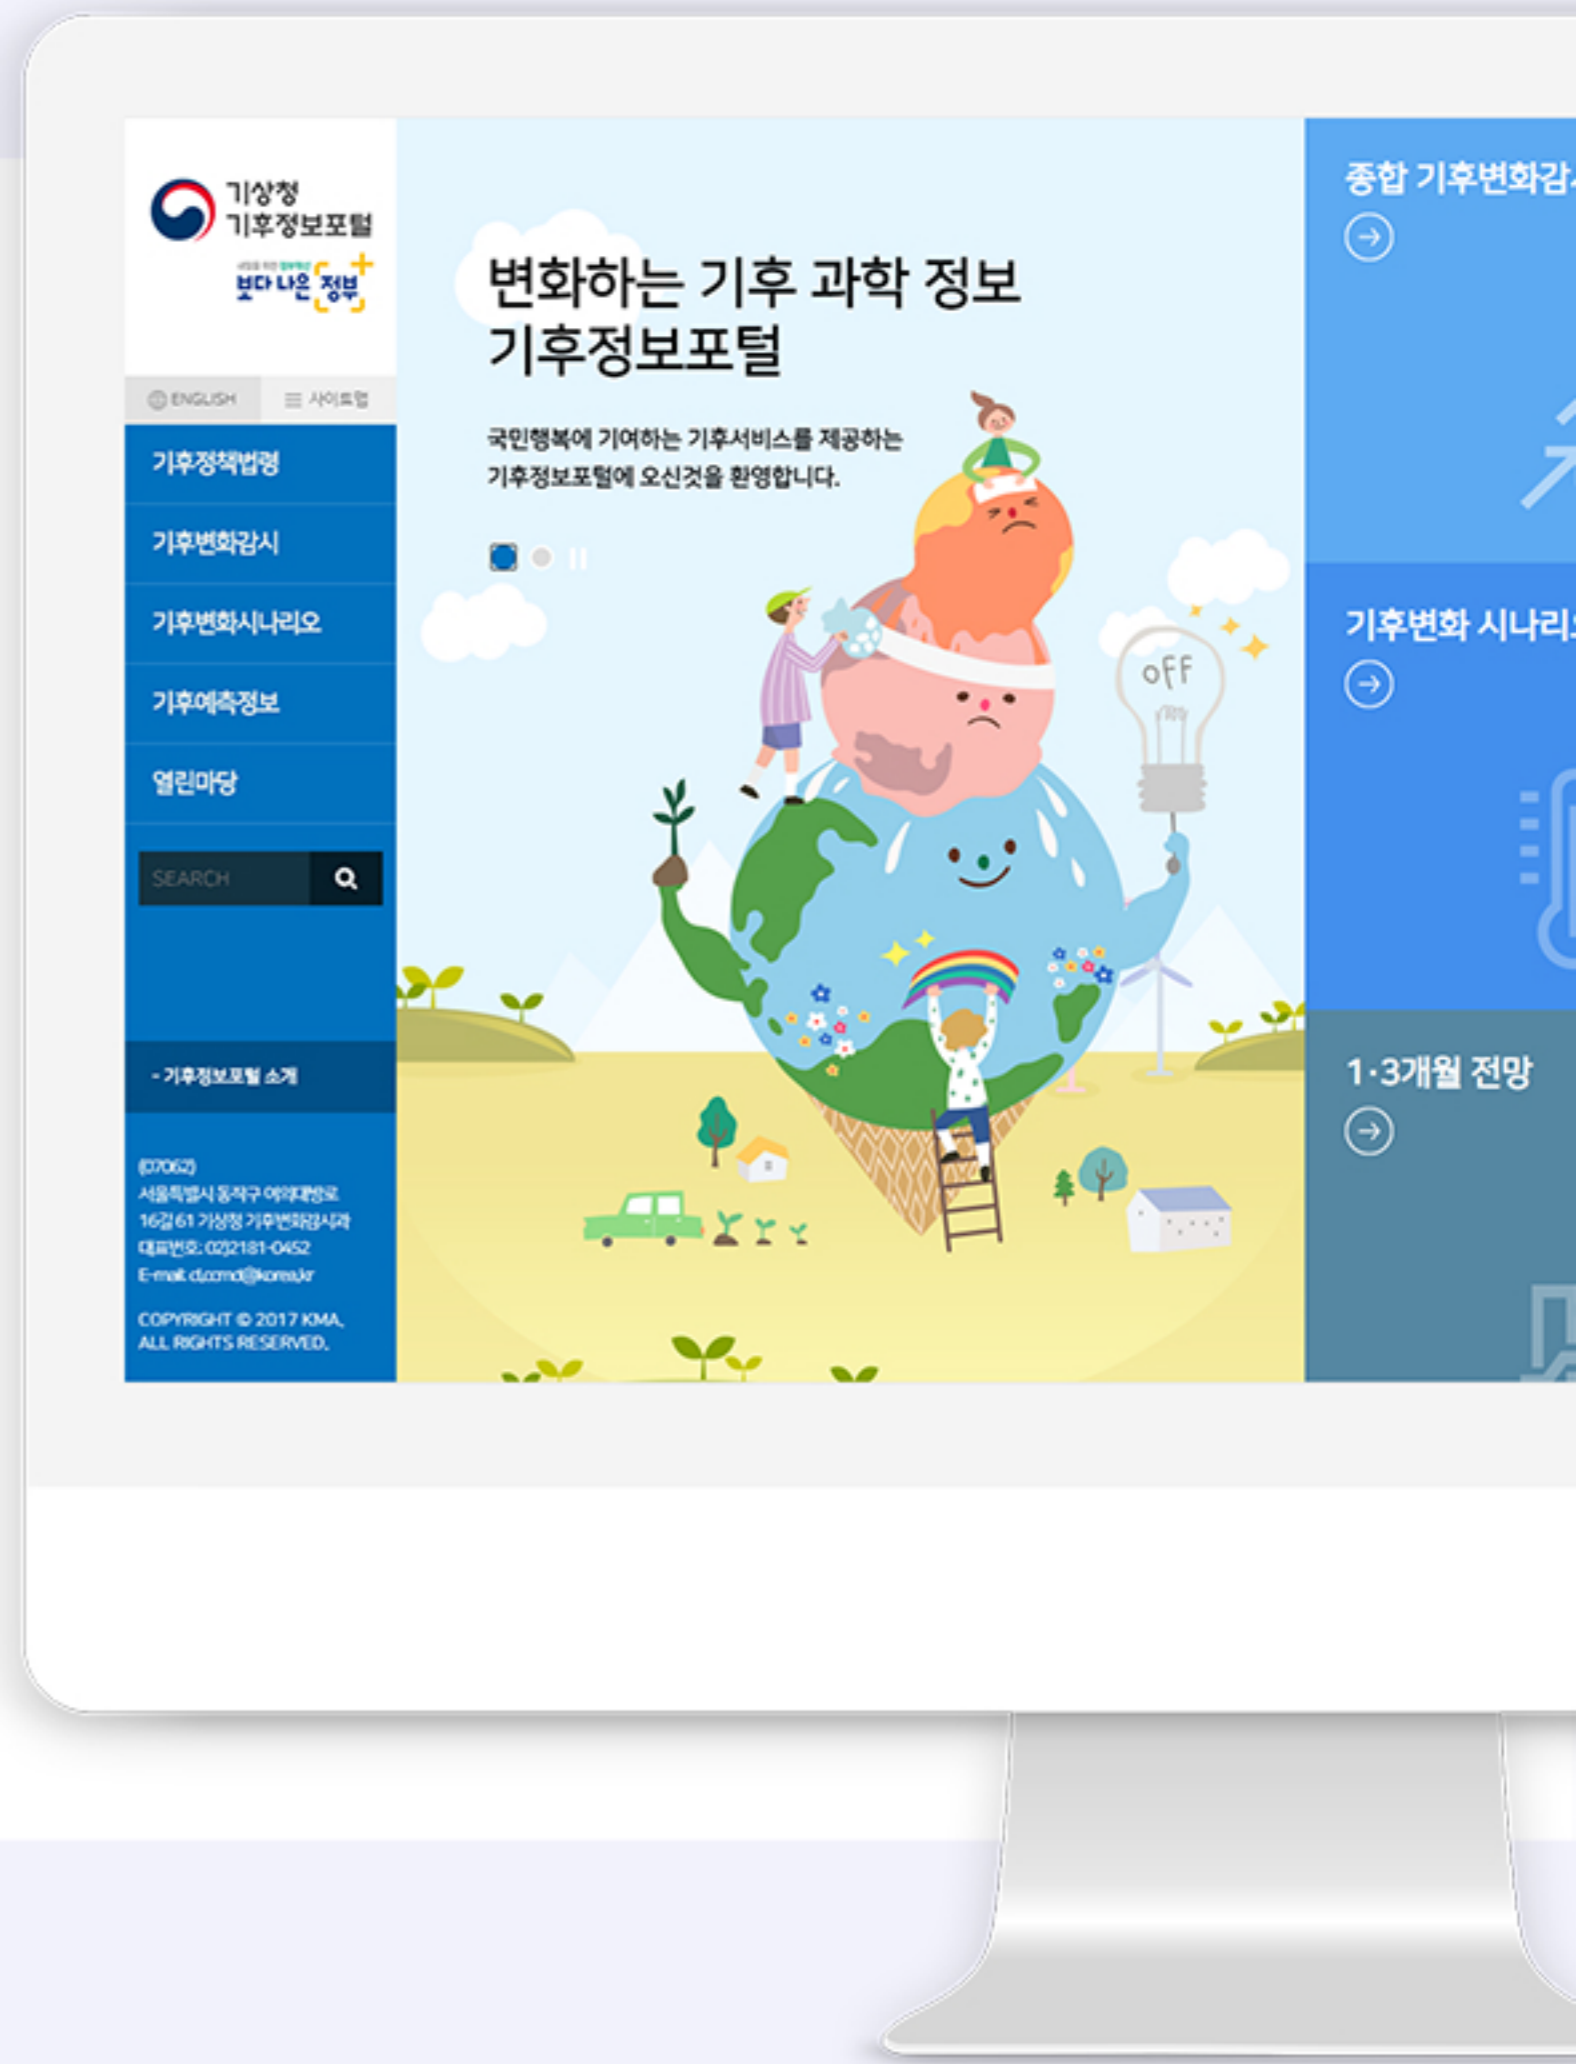 기상청
기후정보포털
보다 나은 정부
ENGLISH
사이트맵
기후정책법령
기후변화감시
기후변화시나리오
기후예측정보
열린마당
SEARCH
- 기후정보포털 소개
(07062)
서울특별시 동작구 여의대방로
16길 61 기상청 기후변화감시과
대표번호: 02)2181-0452
E-mail:
COPYRIGHT © 2017 KMA.
ALL RIGHTS RESERVED.
변화하는 기후 과학 정보
기후정보포털
국민행복에 기여하는 기후서비스를 제공하는
기후정보포털에 오신것을 환영합니다.
OFF
종합
기후변화 시나리오
1·3개월 전망